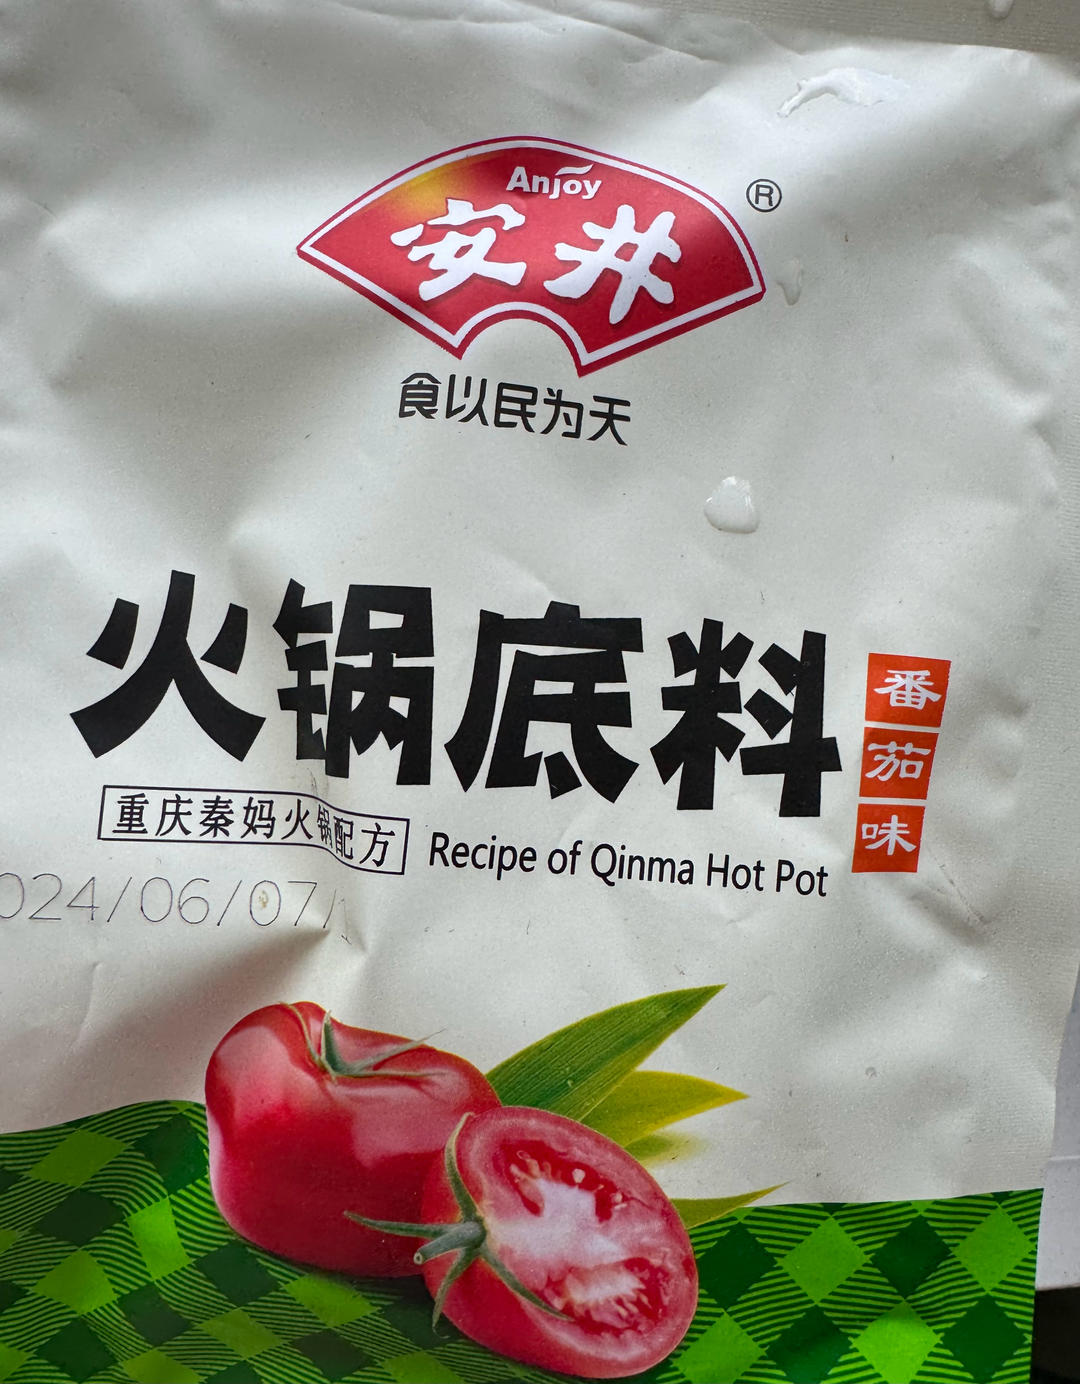 Anjoy
安井
®
食以民为天
火锅底料
番茄味
重庆秦妈火锅配方
Recipe of Qinma Hot Pot
024/06/07/